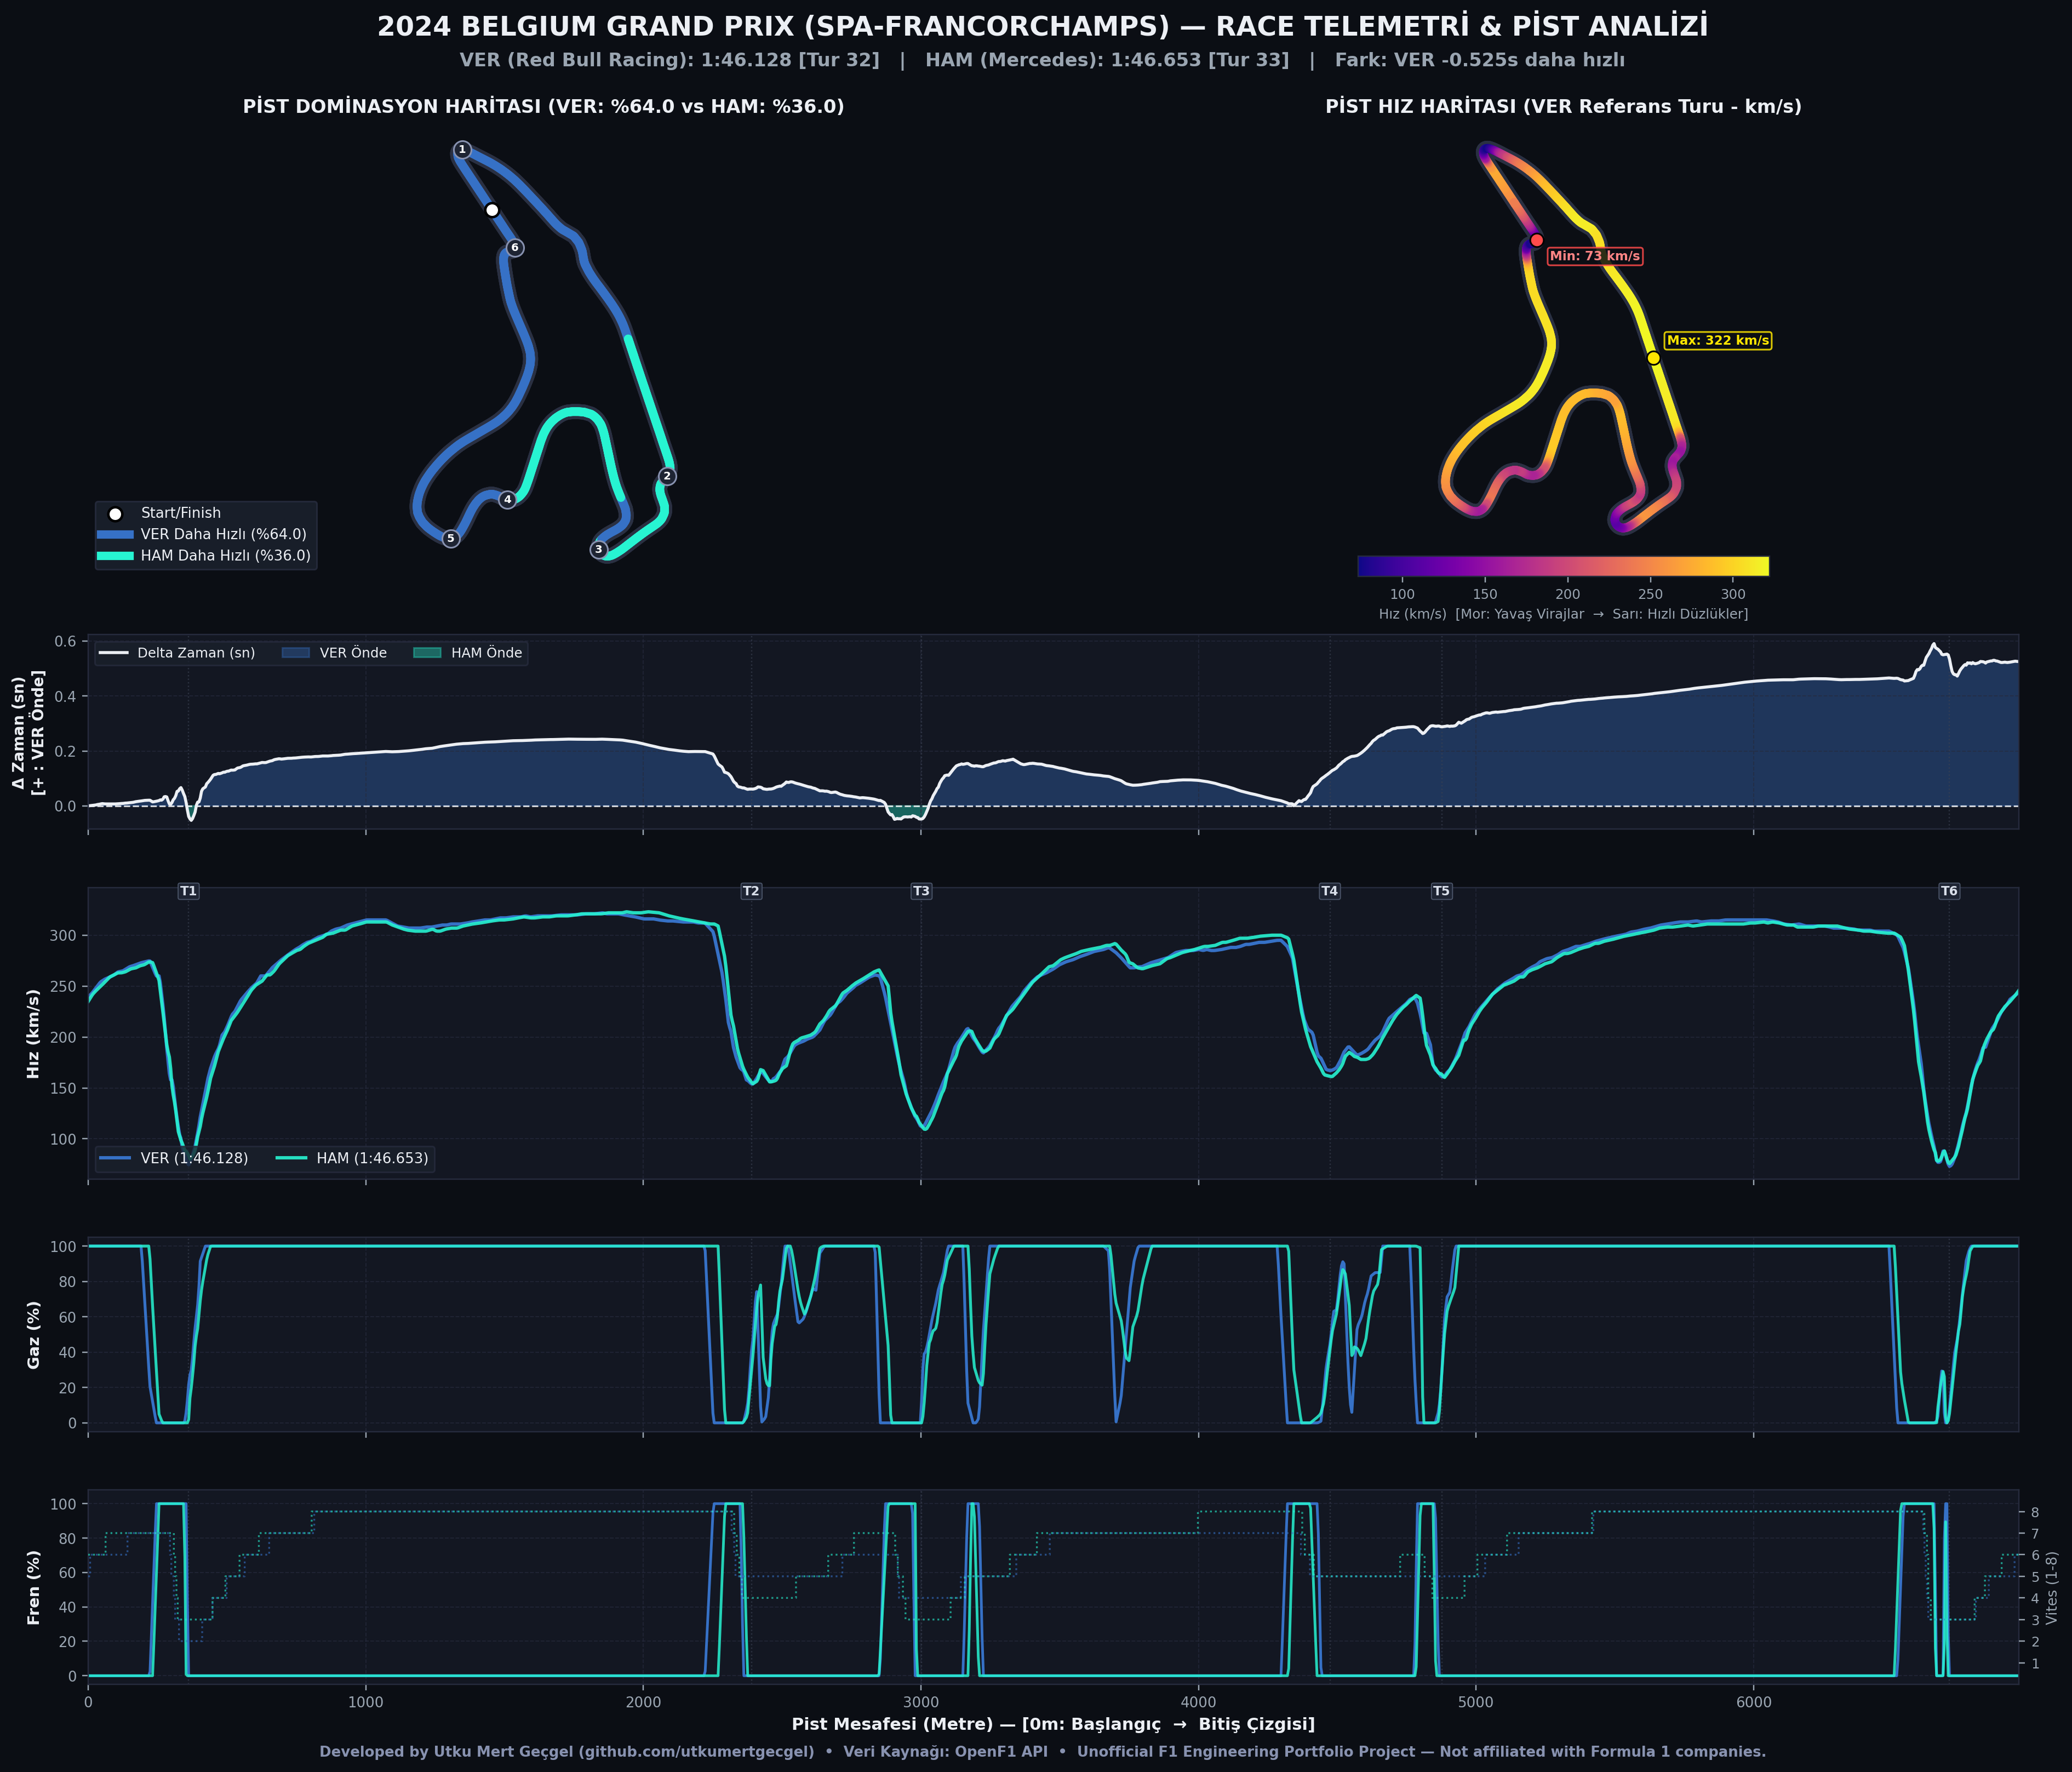 2024 BELGIUM GRAND PRIX (SPA-FRANCORCHAMPS) — RACE TELEMETRİ & PİST ANALİZİ
VER (Red Bull Racing): 1:46.128 [Tur 32] | HAM (Mercedes): 1:46.653 [Tur 33] | Fark: VER -0.525s daha hızlı
PİST DOMİNASYON HARİTASI (VER: %64.0 vs HAM: %36.0)
1
6
2
4
5
3
Start/Finish
VER Daha Hızlı (%64.0)
HAM Daha Hızlı (%36.0)
PİST HIZ HARİTASI (VER Referans Turu - km/s)
Min: 73 km/s
Max: 322 km/s
100 150 200 250 300
Hız (km/s) [Mor: Yavaş Virajlar → Sarı: Hızlı Düzlükler]
Δ Zaman (sn)
[+ : VER Önde]
0.6
0.4
0.2
0.0
Delta Zaman (sn) VER Önde HAM Önde
T1 T2 T3 T4 T5 T6
Hız (km/s)
300
250
200
150
100
VER (1:46.128) HAM (1:46.653)
Gaz (%)
100
80
60
40
20
0
Fren (%)
100
80
60
40
20
0
8
7
6
5
4
3
2
1
Vites (1-8)
0 1000 2000 3000 4000 5000 6000
Pist Mesafesi (Metre) — [0m: Başlangıç → Bitiş Çizgisi]
Developed by Utku Mert Geçgel (github.com/utkumertgecgel) • Veri Kaynağı: OpenF1 API • Unofficial F1 Engineering Portfolio Project — Not affiliated with Formula 1 companies.